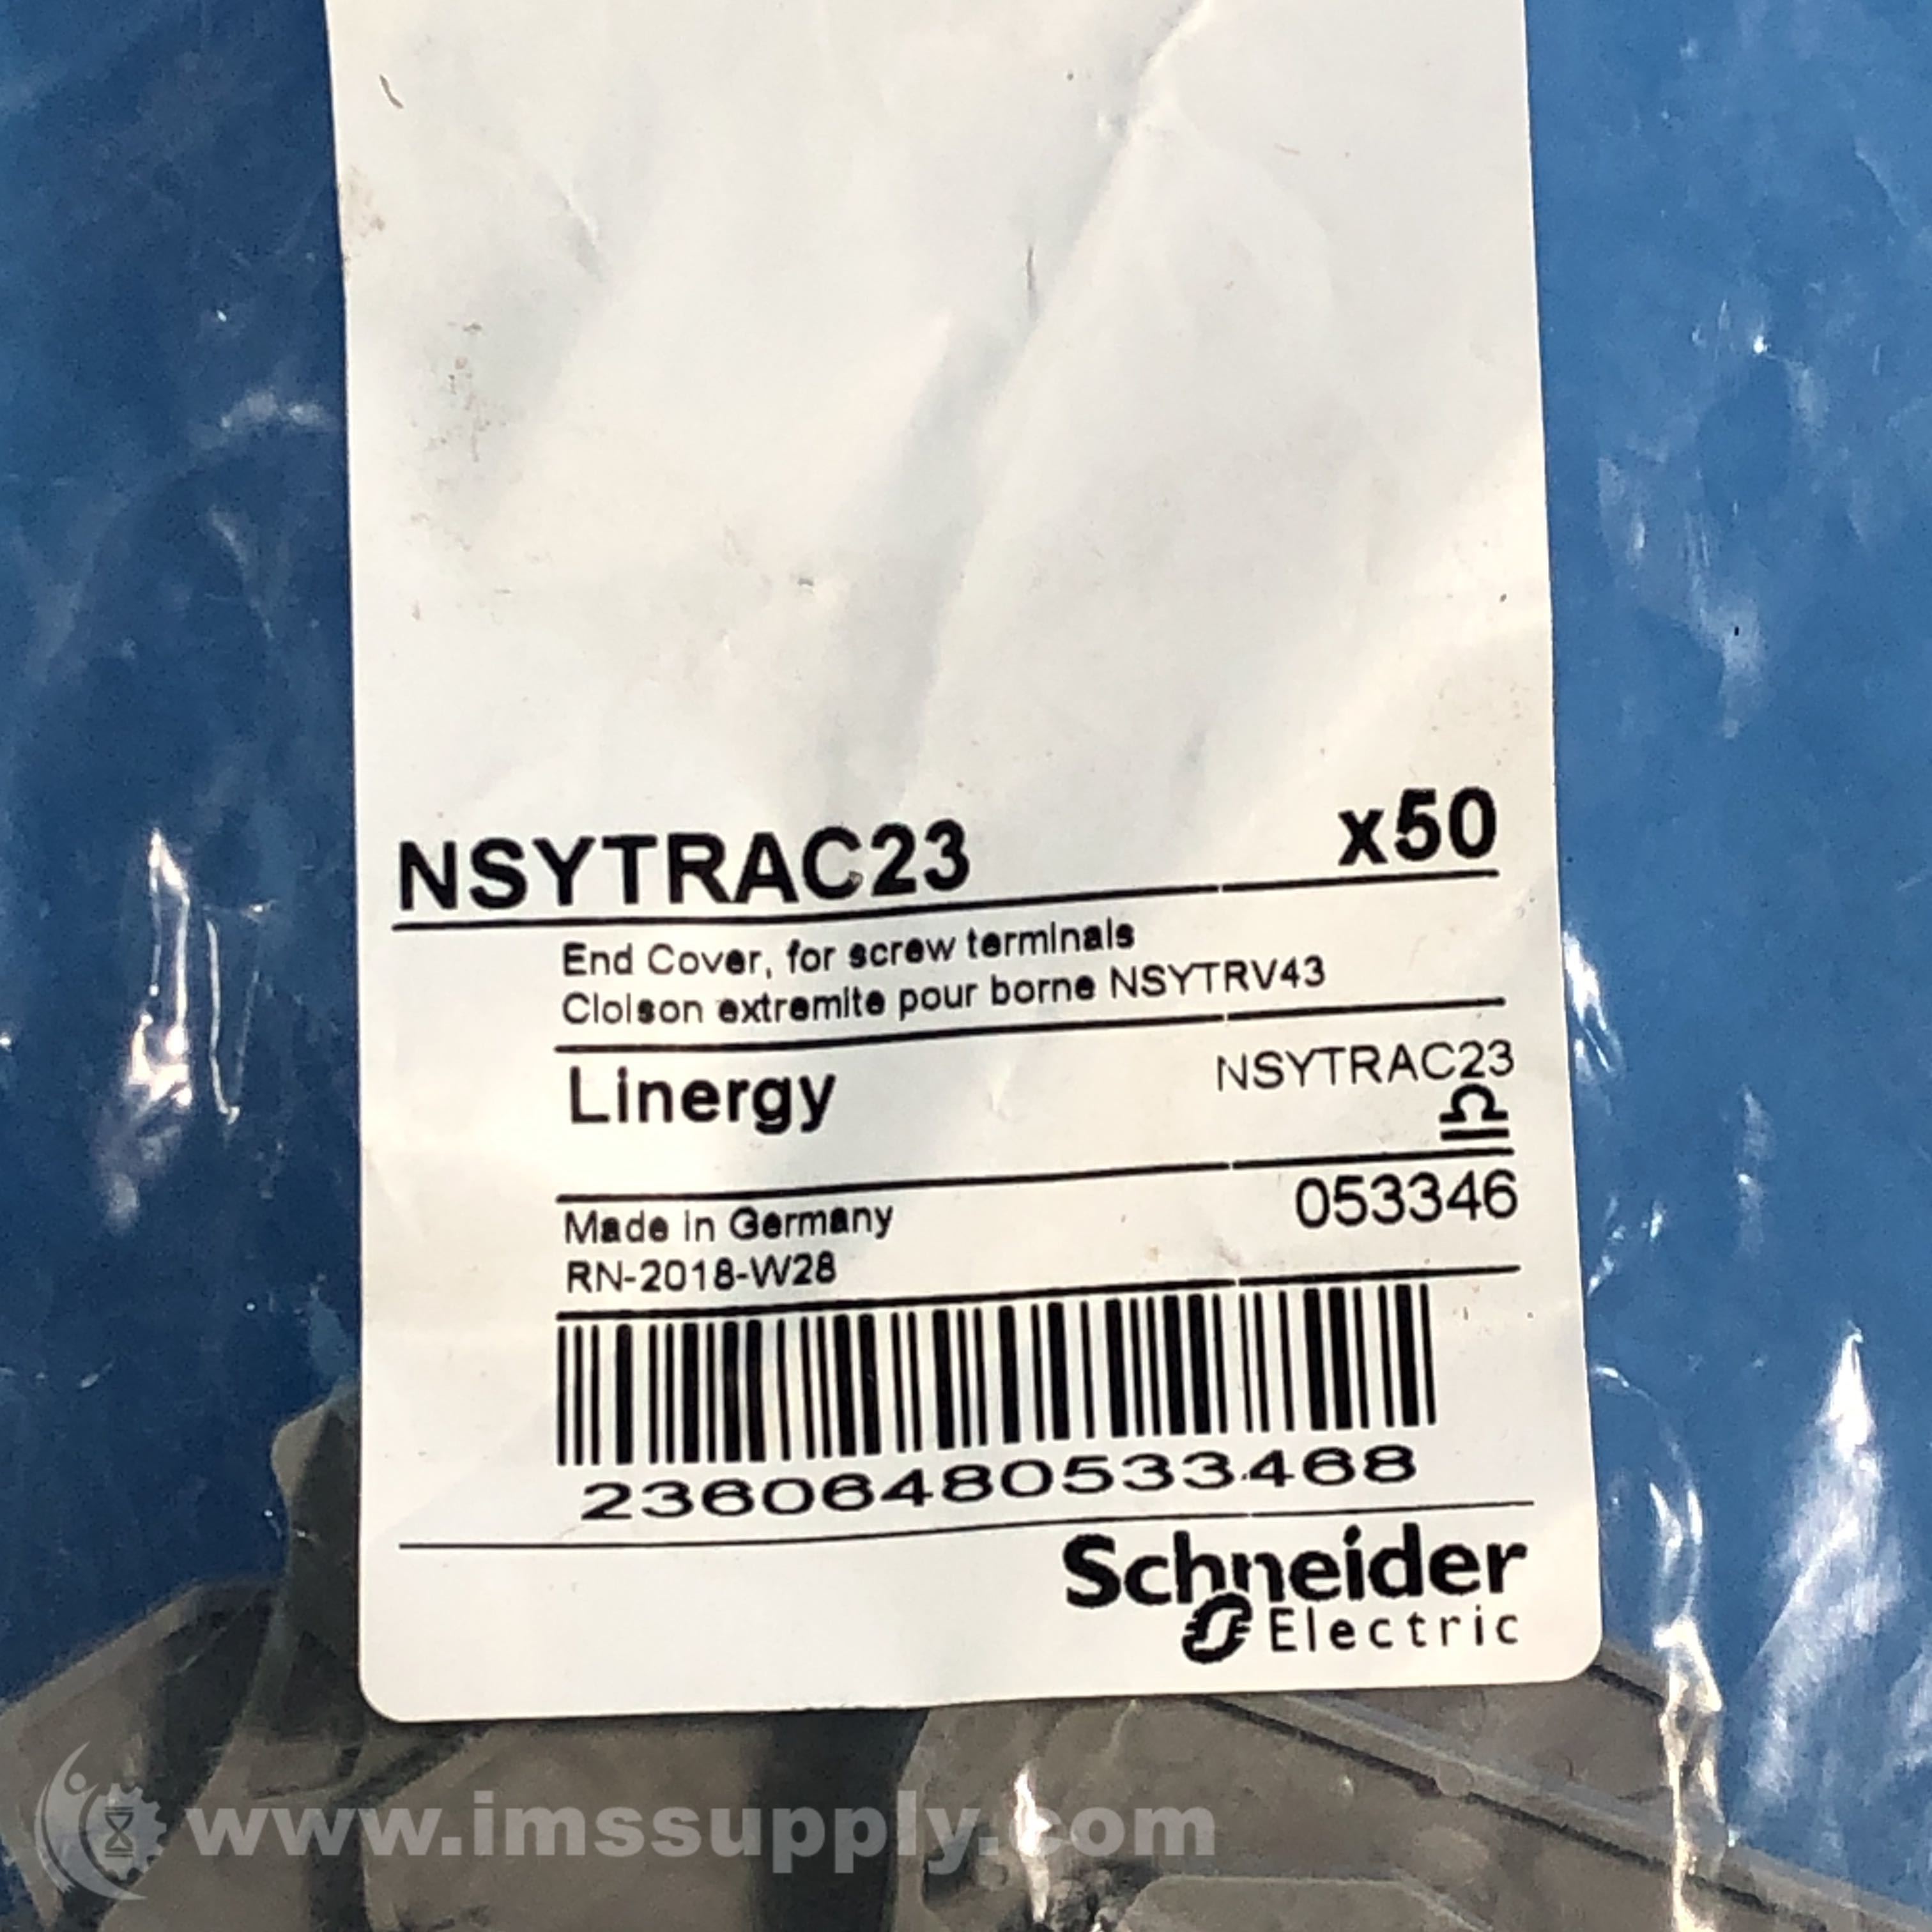 NSYTRAC23 x50
End Cover, for screw terminals
Cloison extremite pour borne NSYTRV43
Linergy NSYTRAC23
053346
Made in Germany
RN-2018-W28
23606480533468
Schneider
Electric
www.imssupply.com